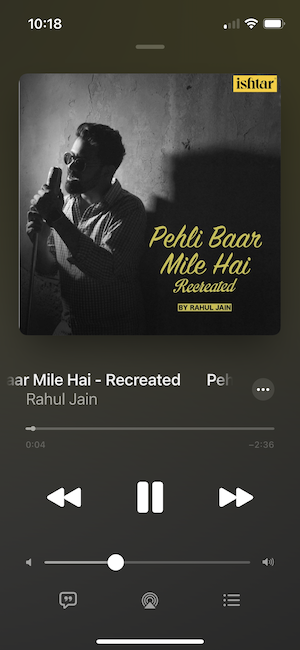 10:18
ishtar
Pehli Baar
Mile Hai
Recreated
BY RAHUL JAIN
aar Mile Hai - Recreated Peh
Rahul Jain
0:04
-2:36